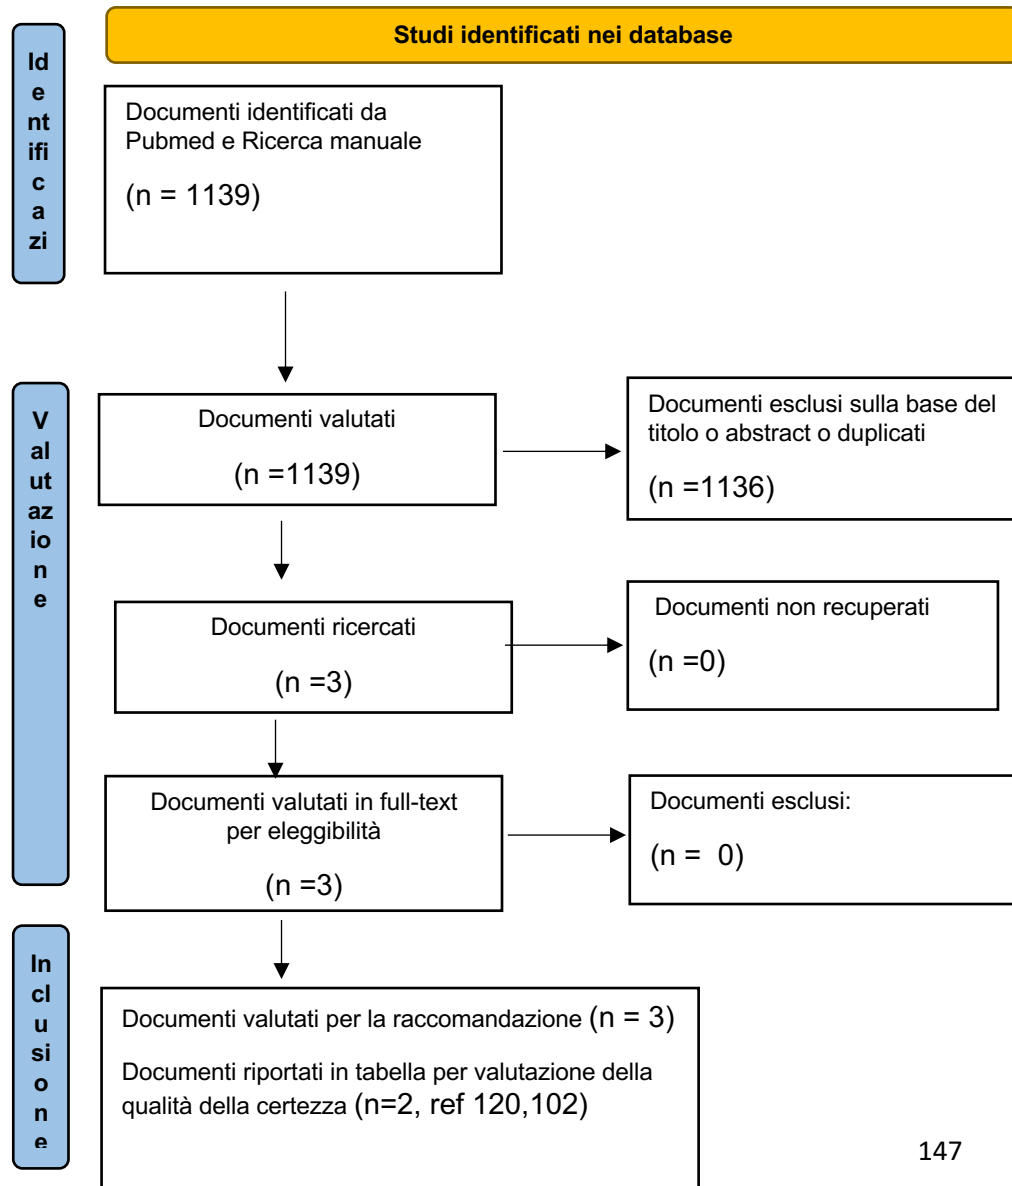 Studi identificati nei database
Id
e
nt
ifi
c
a
zi
Documenti identificati da
Pubmed e Ricerca manuale
(n = 1139)
V
al
ut
az
io
n
e
Documenti valutati
(n =1139)
Documenti esclusi sulla base del
titolo o abstract o duplicati
(n =1136)
Documenti ricercati
(n =3)
Documenti non recuperati
(n =0)
Documenti valutati in full-text
per eleggibilità
(n =3)
Documenti esclusi:
(n =  0)
In
cl
u
si
o
n
e
Documenti valutati per la raccomandazione (n = 3)
Documenti riportati in tabella per valutazione della
qualità della certezza (n=2, ref 120,102)
147